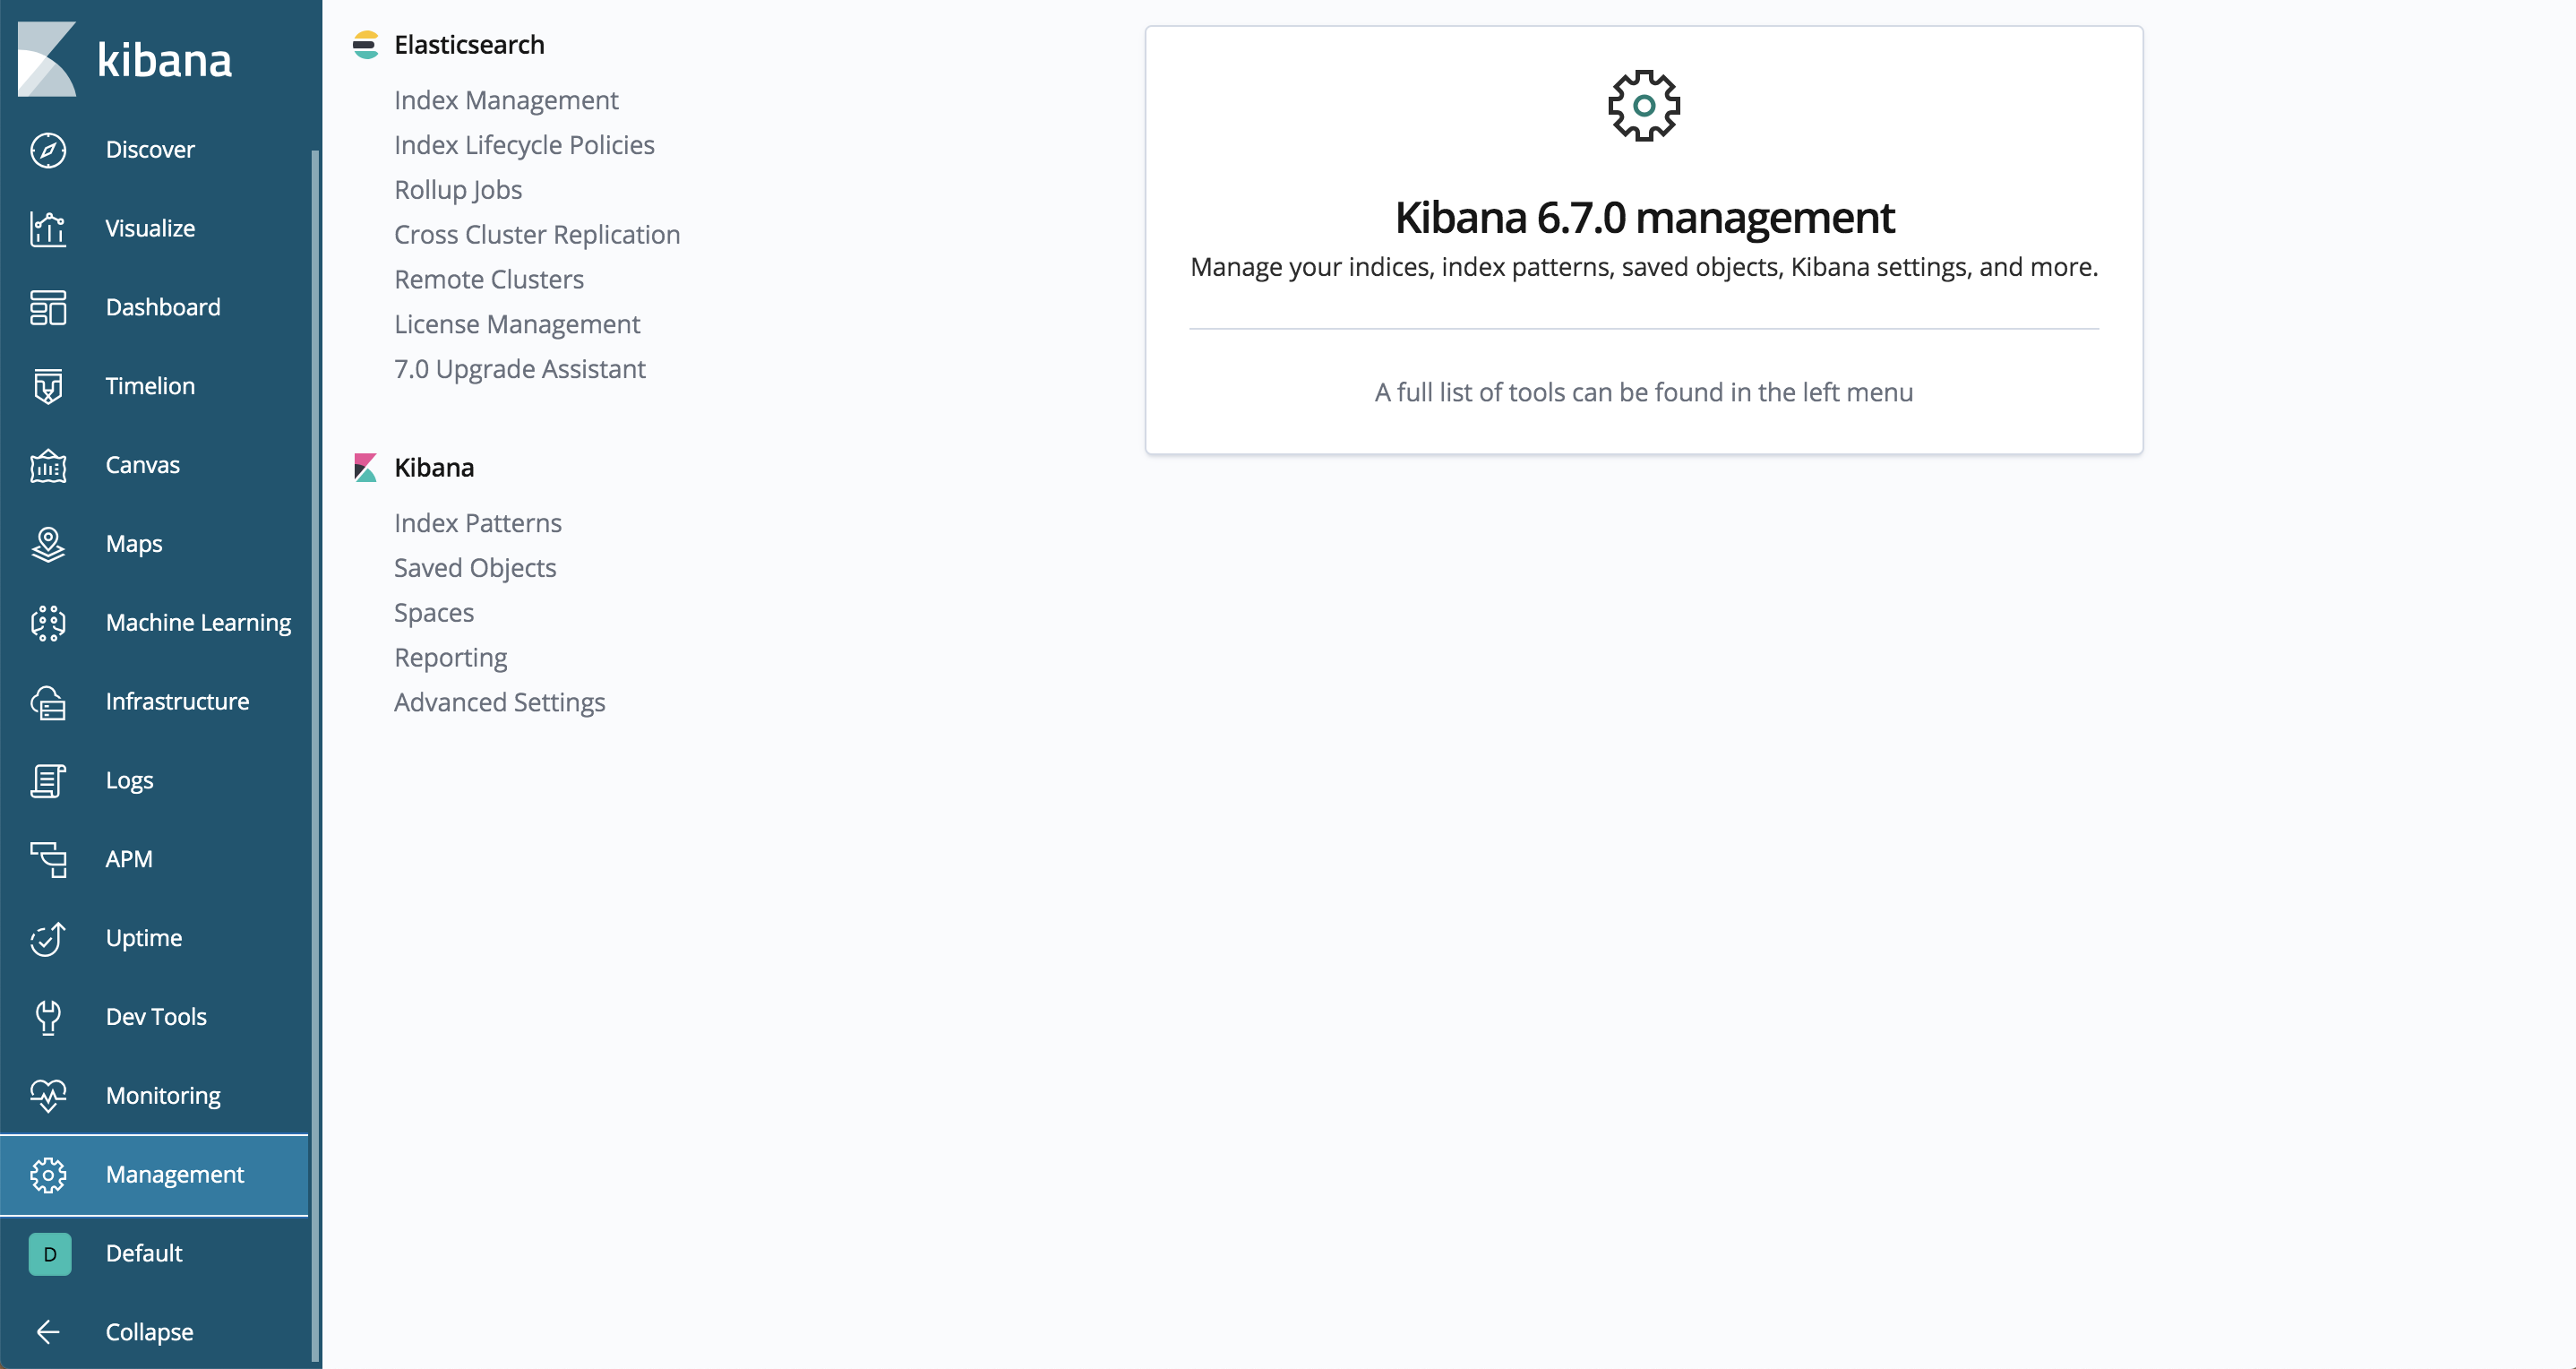 kibana
Discover
Visualize
Dashboard
Timelion
Canvas
Maps
Machine Learning
Infrastructure
Logs
APM
Uptime
Dev Tools
Monitoring
Management
D Default
Collapse
Elasticsearch
Index Management
Index Lifecycle Policies
Rollup Jobs
Cross Cluster Replication
Remote Clusters
License Management
7.0 Upgrade Assistant
Kibana
Index Patterns
Saved Objects
Spaces
Reporting
Advanced Settings
Kibana 6.7.0 management
Manage your indices, index patterns, saved objects, Kibana settings, and more.
A full list of tools can be found in the left menu